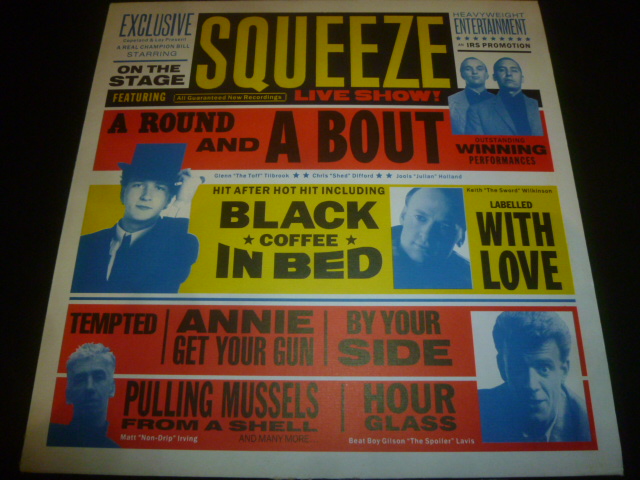 EXCLUSIVE
Copeland & Lay Present
A REAL CHAMPION BILL
STARRING
ON THE
STAGE
SQUEEZE
HEAVYWEIGHT
ENTERTAINMENT
AN IRS PROMOTION
FEATURING
All Guaranteed New Recordings
LIVE SHOW!
A ROUND
AND A BOUT
OUTSTANDING
WINNING
PERFORMANCES
Glenn "The Toff" Tilbrook ★★ Chris "Shed" Difford ★★ Jools "Julian" Holland
HIT AFTER HOT HIT INCLUDING
BLACK
★ COFFEE ★
IN BED
Keith "The Sword" Wilkinson
LABELLED
WITH
LOVE
TEMPTED
ANNIE
GET YOUR GUN
BY YOUR
SIDE
PULLING MUSSELS
FROM A SHELL
HOUR
GLASS
Matt "Non-Drip" Irving
AND MANY MORE...
Beat Boy Gilson "The Spoiler" Lavis